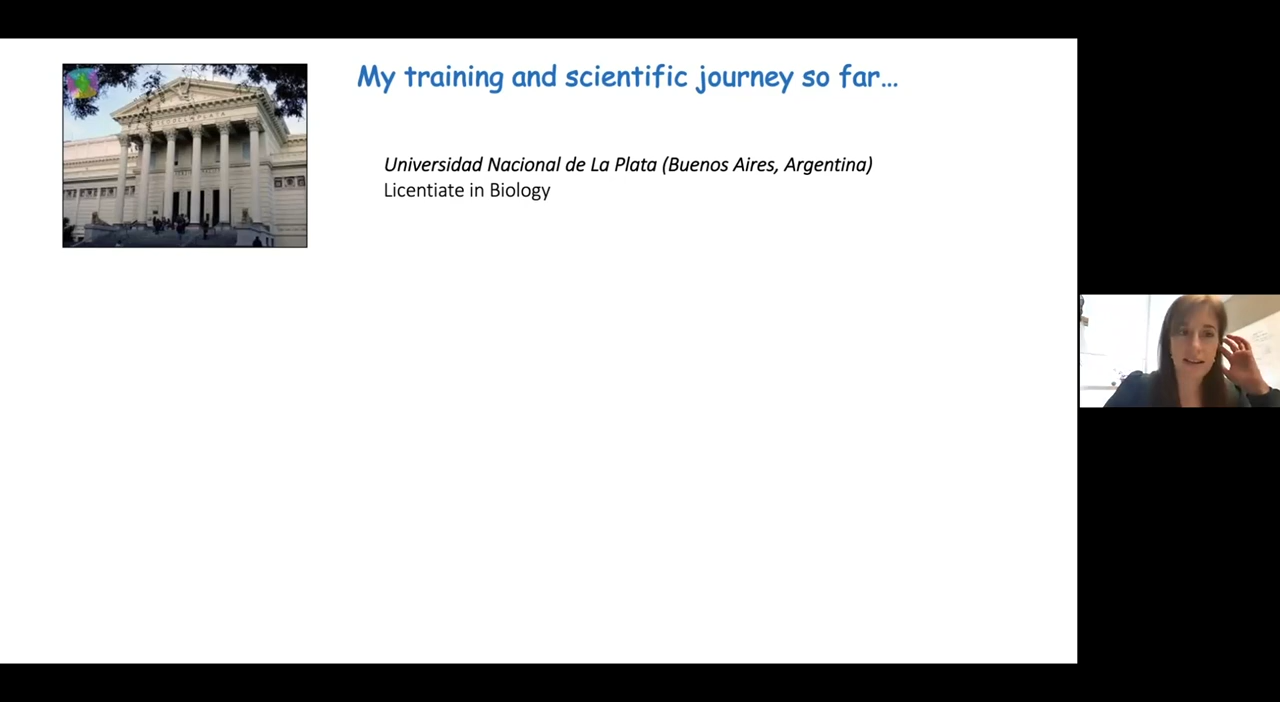 My training and scientific journey so far...
Universidad Nacional de La Plata (Buenos Aires, Argentina)
Licentiate in Biology